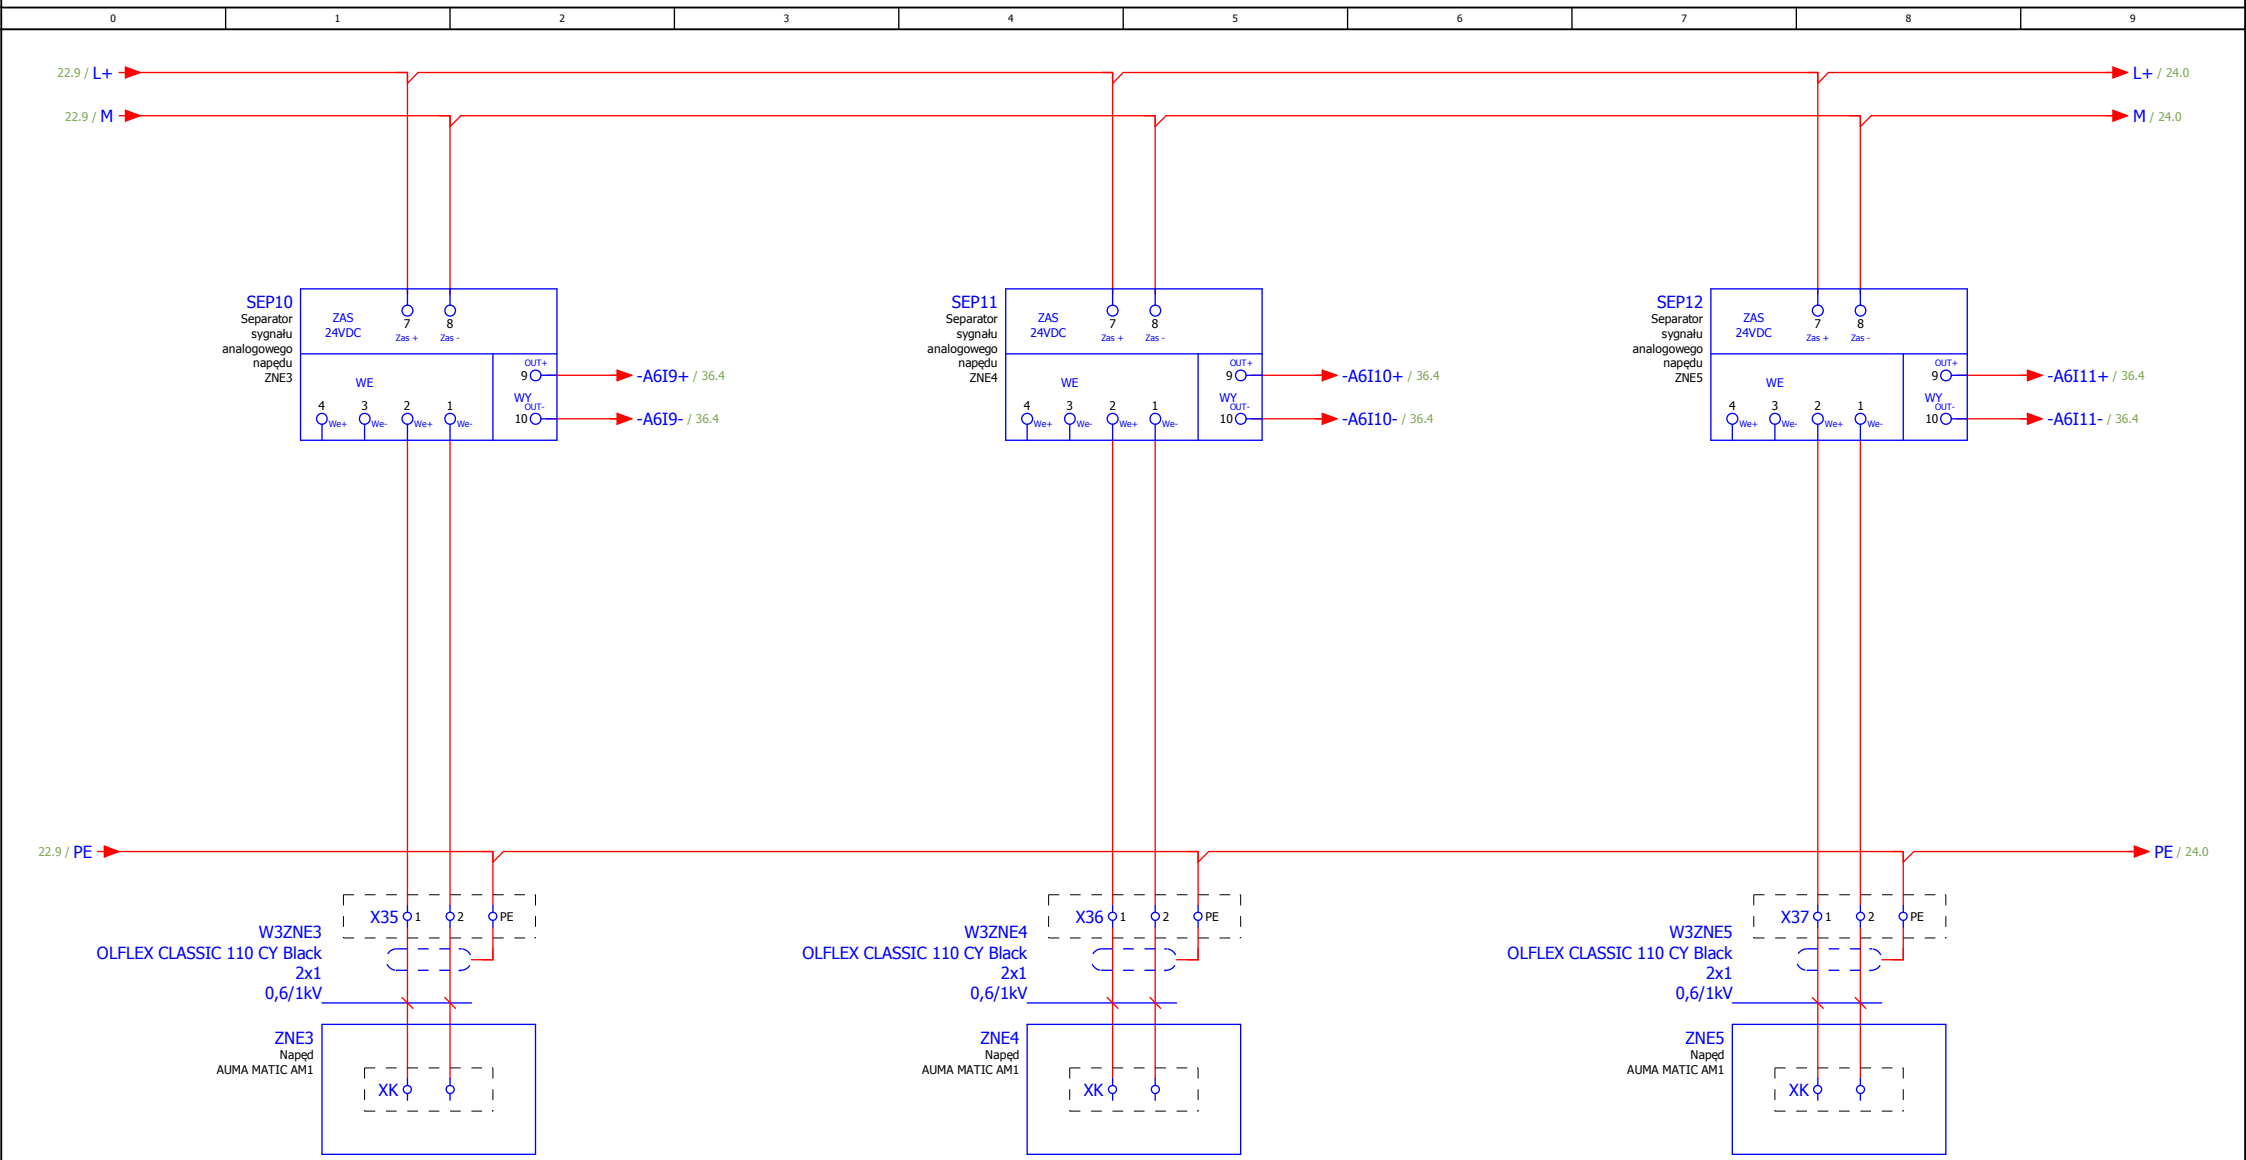 0 1 2 3 4 5 6 7 8 9
22.9 / L+ L+ / 24.0
22.9 / M M / 24.0
SEP10
Separator
sygnału
analogowego
napędu
ZNE3
ZAS
24VDC
7 8
Zas + Zas -
WE
4 3 2 1
We+ We- We+ We-
WY
OUT+
9
OUT-
10
-A6I9+ / 36.4
-A6I9- / 36.4
SEP11
Separator
sygnału
analogowego
napędu
ZNE4
ZAS
24VDC
7 8
Zas + Zas -
WE
4 3 2 1
We+ We- We+ We-
WY
OUT+
9
OUT-
10
-A6I10+ / 36.4
-A6I10- / 36.4
SEP12
Separator
sygnału
analogowego
napędu
ZNE5
ZAS
24VDC
7 8
Zas + Zas -
WE
4 3 2 1
We+ We- We+ We-
WY
OUT+
9
OUT-
10
-A6I11+ / 36.4
-A6I11- / 36.4
22.9 / PE PE / 24.0
X35 1 2 PE
W3ZNE3
OLFLEX CLASSIC 110 CY Black
2x1
0,6/1kV
ZNE3
Napęd
AUMA MATIC AM1
XK
X36 1 2 PE
W3ZNE4
OLFLEX CLASSIC 110 CY Black
2x1
0,6/1kV
ZNE4
Napęd
AUMA MATIC AM1
XK
X37 1 2 PE
W3ZNE5
OLFLEX CLASSIC 110 CY Black
2x1
0,6/1kV
ZNE5
Napęd
AUMA MATIC AM1
XK